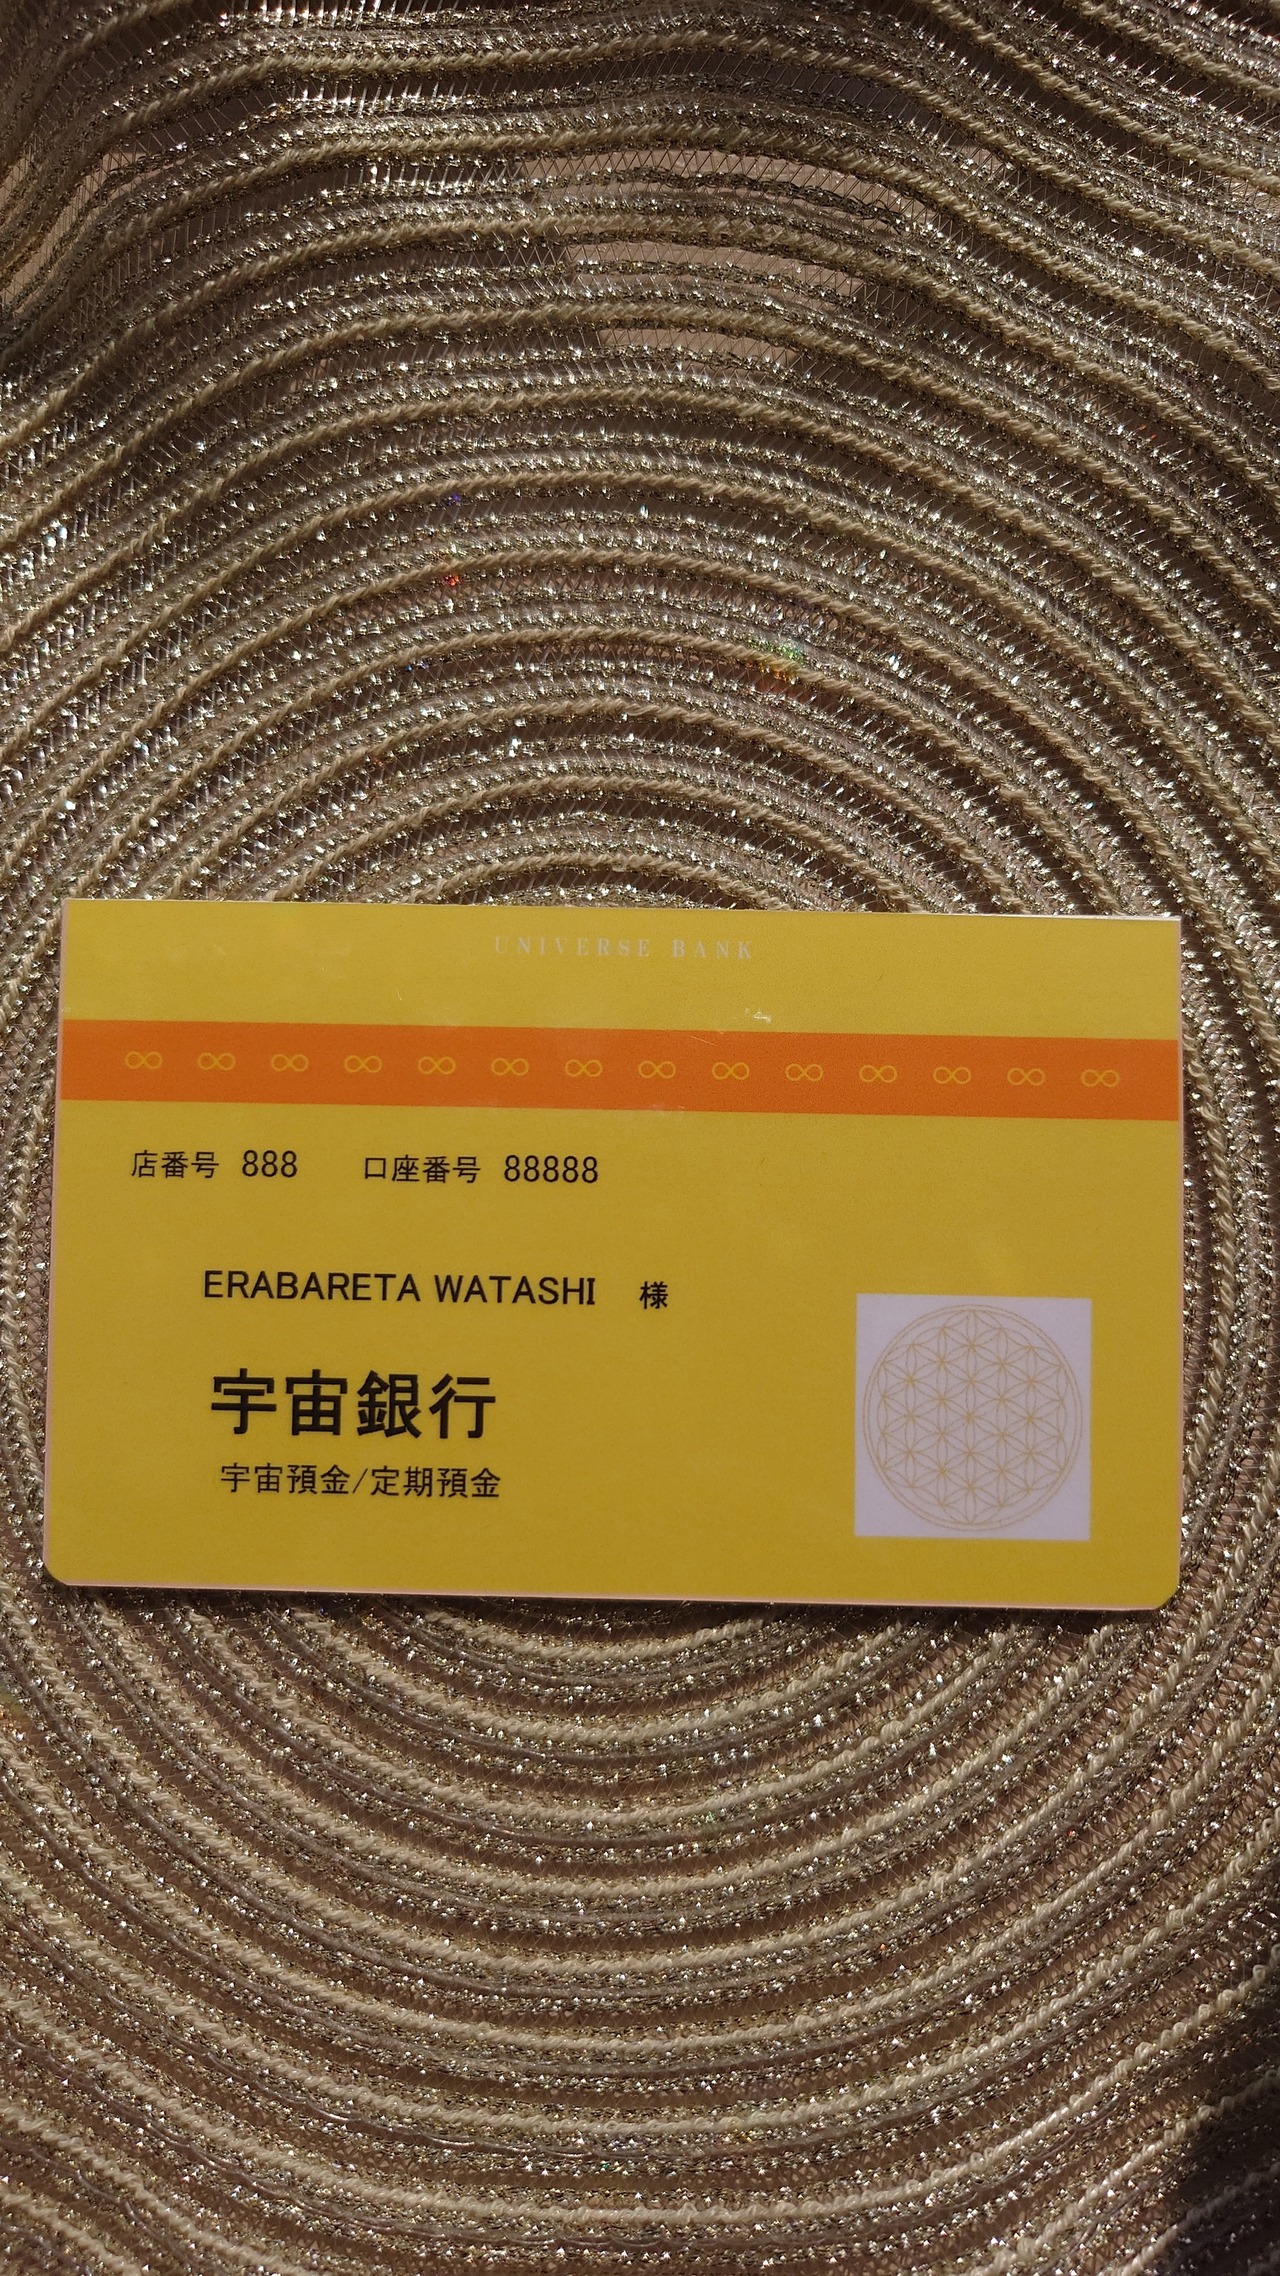 UNIVERSE BANK
∞ ∞ ∞ ∞ ∞ ∞ ∞ ∞ ∞ ∞ ∞ ∞ ∞ ∞
店番号 888 口座番号 88888
ERABARETA WATASHI 様
宇宙銀行
宇宙預金/定期預金